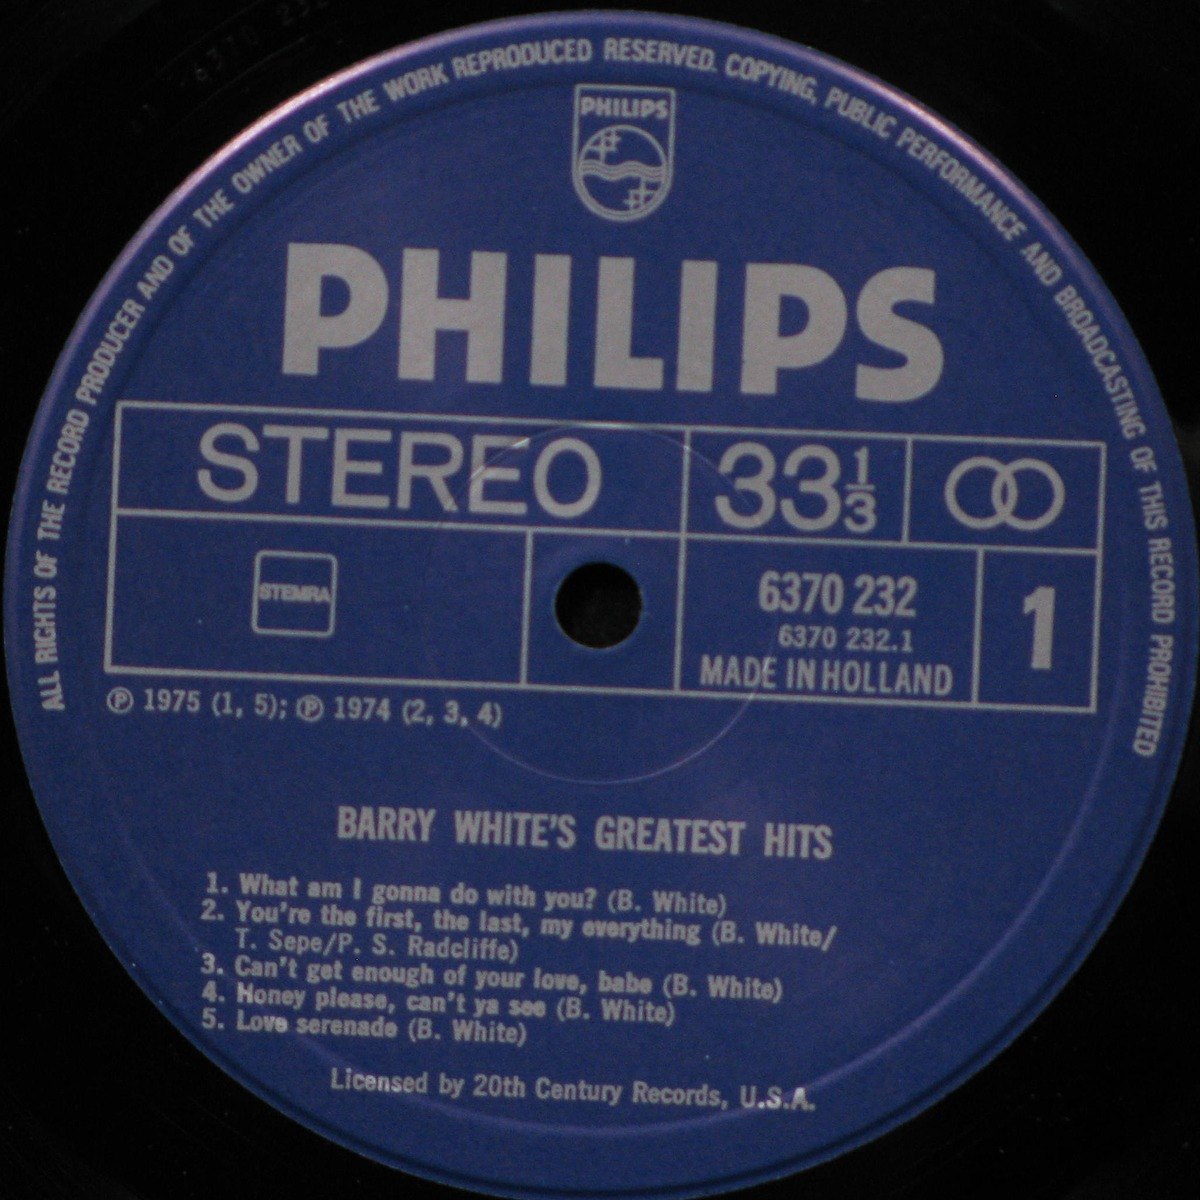 ALL RIGHTS OF THE RECORD PRODUCER AND OF THE OWNER OF THE WORK REPRODUCED RESERVED. COPYING, PUBLIC PERFORMANCE AND BROADCASTING OF THIS RECORD PROHIBITED
PHILIPS
PHILIPS
STEREO 33 1/3
STEMRA
6370 232 1
6370 232.1
MADE IN HOLLAND
Ⓟ 1975 (1, 5); Ⓟ 1974 (2, 3, 4)
BARRY WHITE'S GREATEST HITS
1. What am I gonna do with you? (B. White)
2. You're the first, the last, my everything (B. White/
T. Sepe/P. S. Radcliffe)
3. Can't get enough of your love, babe (B. White)
4. Honey please, can't ya see (B. White)
5. Love serenade (B. White)
Licensed by 20th Century Records, U.S.A.